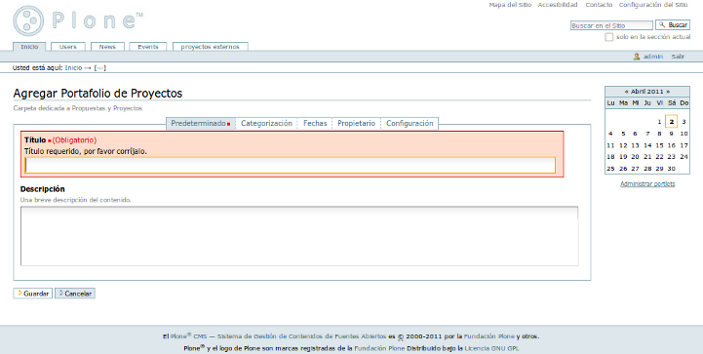 Mapa del Sitio Accesibilidad Contacto Configuración del Sitio
Plone™
Buscar en el Sitio Buscar
solo en la sección actual
Inicio Users News Events proyectos externos
admin Salir
Usted está aquí: Inicio → [...]
Agregar Portafolio de Proyectos
Carpeta dedicada a Propuestas y Proyectos.
Predeterminado Categorización Fechas Propietario Configuración
Título (Obligatorio)
Título requerido, por favor corríjalo.
Descripción
Una breve descripción del contenido.
Guardar Cancelar
« Abril 2011 »
Lu Ma Mi Ju Vi Sá Do
1 2 3
4 5 6 7 8 9 10
11 12 13 14 15 16 17
18 19 20 21 22 23 24
25 26 27 28 29 30
Administrar portlets
El Plone® CMS — Sistema de Gestión de Contenidos de Fuentes Abiertos es © 2000-2011 por la Fundación Plone y otros.
Plone® y el logo de Plone son marcas registradas de la Fundación Plone Distribuido bajo la Licencia GNU GPL.